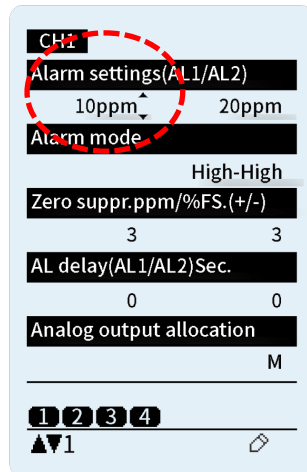 CH1
Alarm settings(AL1/AL2)
10ppm 20ppm
Alarm mode
High-High
Zero suppr.ppm/%FS.(+/-)
3 3
AL delay(AL1/AL2)Sec.
0 0
Analog output allocation
M
1 2 3 4
▲▼1